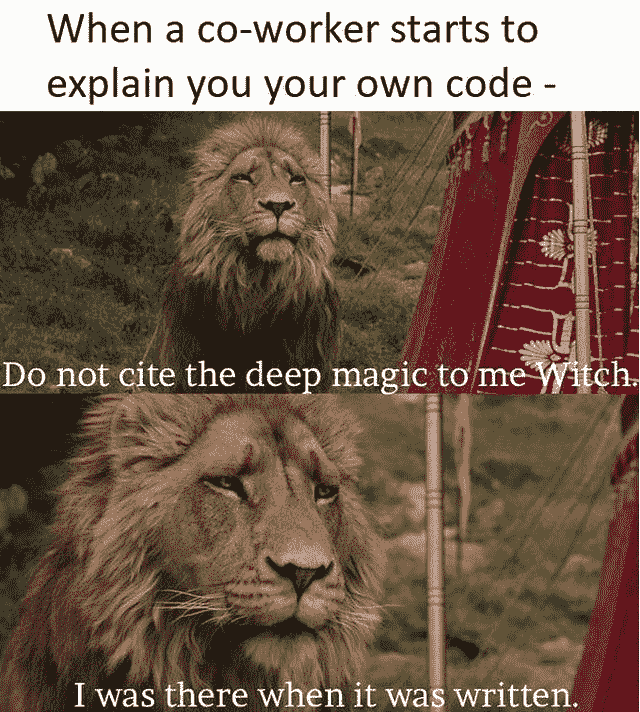 When a co-worker starts to
explain you your own code -
Do not cite the deep magic to me Witch.
I was there when it was written.